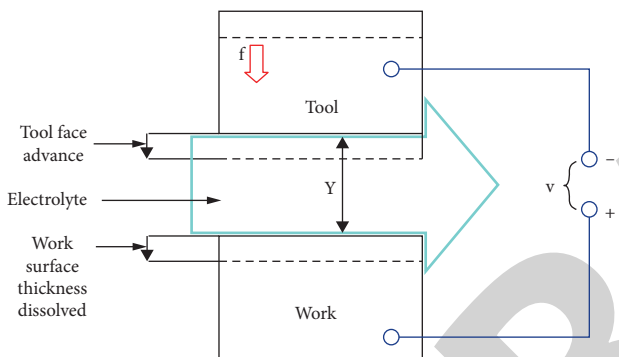 f
Tool
Tool face
advance
Y
Electrolyte
v
−
+
Work
surface
thickness
dissolved
Work